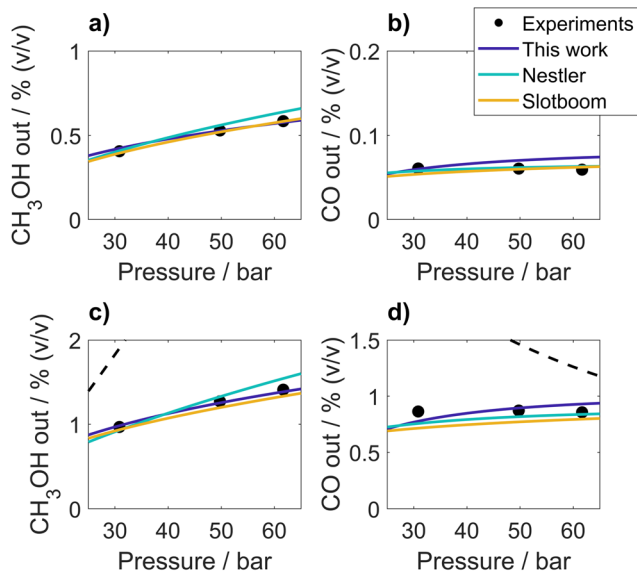 a)
b)
Experiments
This work
Nestler
Slotboom
CH3OH out / % (v/v)
1
0.5
0
30 40 50 60
Pressure / bar
CO out / % (v/v)
0.2
0.1
0
30 40 50 60
Pressure / bar
c)
d)
CH3OH out / % (v/v)
2
1
0
30 40 50 60
Pressure / bar
CO out / % (v/v)
1.5
1
0.5
0
30 40 50 60
Pressure / bar